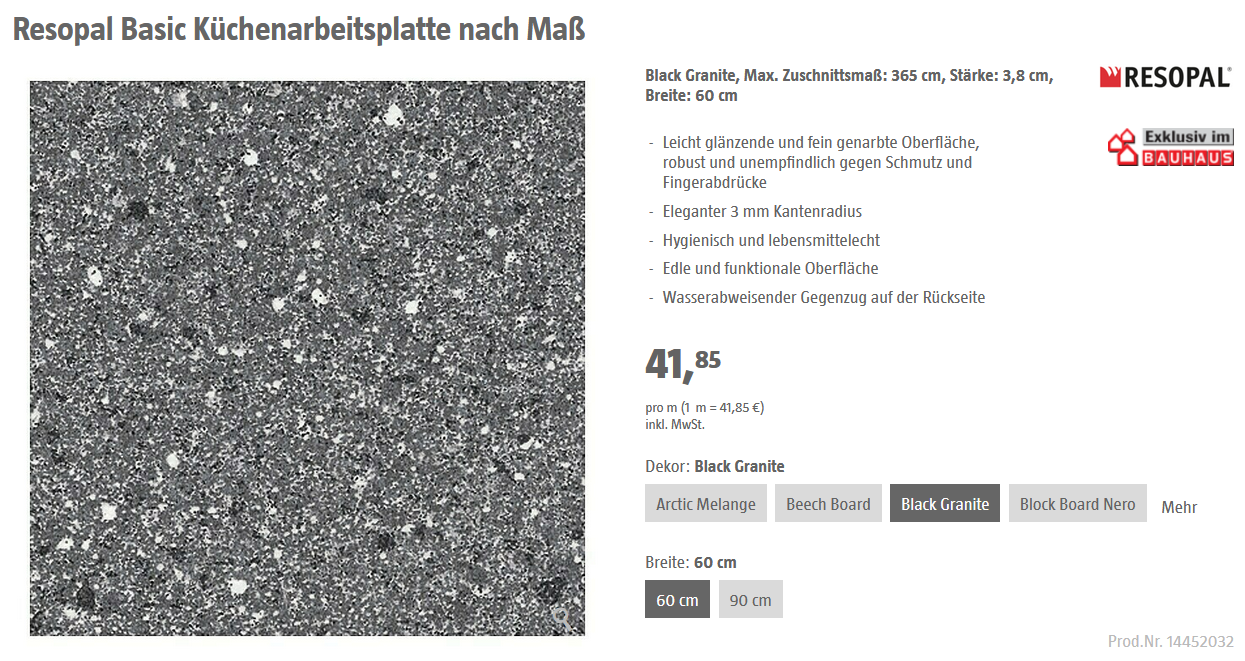 Resopal Basic Küchenarbeitsplatte nach Maß
Black Granite, Max. Zuschnittsmaß: 365 cm, Stärke: 3,8 cm,
Breite: 60 cm
RESOPAL®
Exklusiv im
BAUHAUS
- Leicht glänzende und fein genarbte Oberfläche,
robust und unempfindlich gegen Schmutz und
Fingerabdrücke
- Eleganter 3 mm Kantenradius
- Hygienisch und lebensmittelecht
- Edle und funktionale Oberfläche
- Wasserabweisender Gegenzug auf der Rückseite
41,85
pro m (1 m = 41,85 €)
inkl. MwSt.
Dekor: Black Granite
Arctic Melange Beech Board Black Granite Block Board Nero Mehr
Breite: 60 cm
60 cm 90 cm
Prod.Nr. 14452032